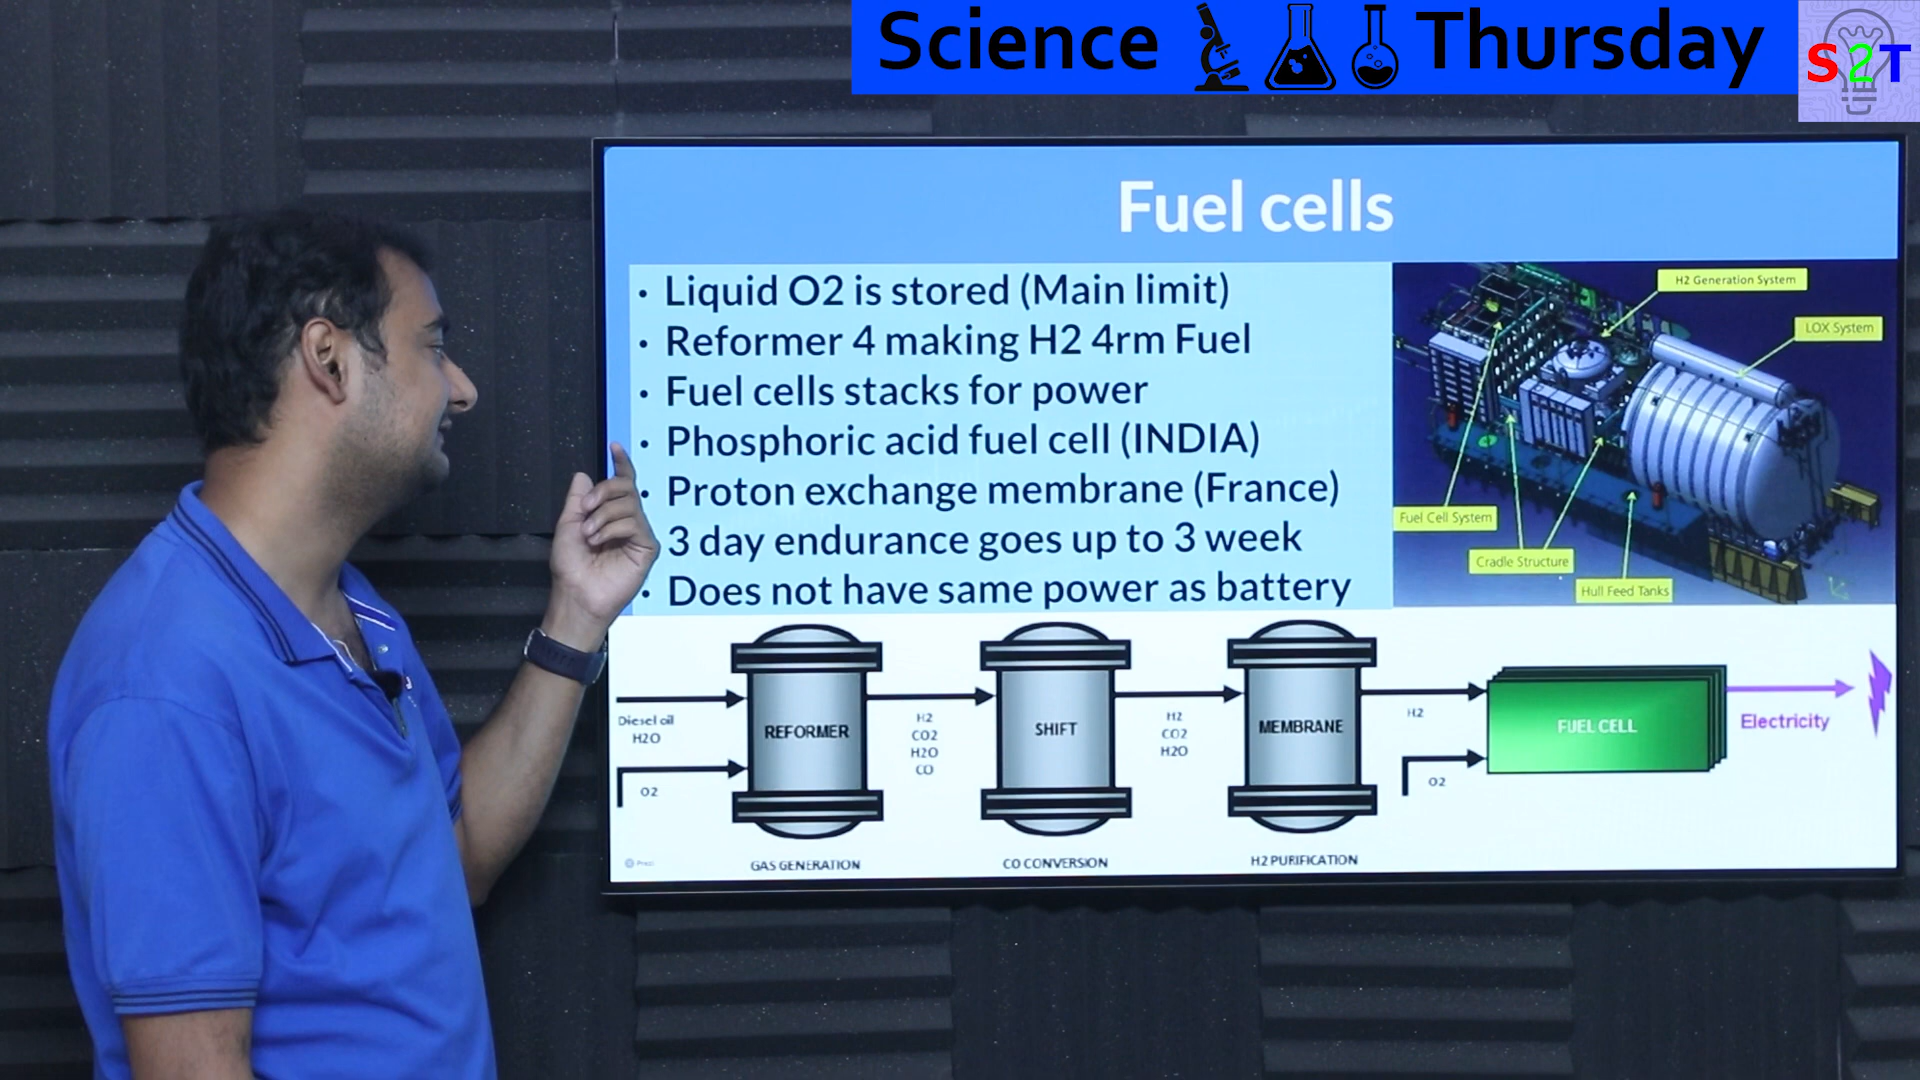 Science Thursday
S2T
Fuel cells
• Liquid O2 is stored (Main limit)
• Reformer 4 making H2 4rm Fuel
• Fuel cells stacks for power
• Phosphoric acid fuel cell (INDIA)
• Proton exchange membrane (France)
3 day endurance goes up to 3 week
• Does not have same power as battery
H2 Generation System
LOX System
Fuel Cell System
Cradle Structure
Hull Feed Tanks
Diesel oil
H2O
O2
REFORMER
GAS GENERATION
H2
CO2
H2O
CO
SHIFT
CO CONVERSION
H2
CO2
H2O
MEMBRANE
H2 PURIFICATION
H2
O2
FUEL CELL
Electricity
Prezi